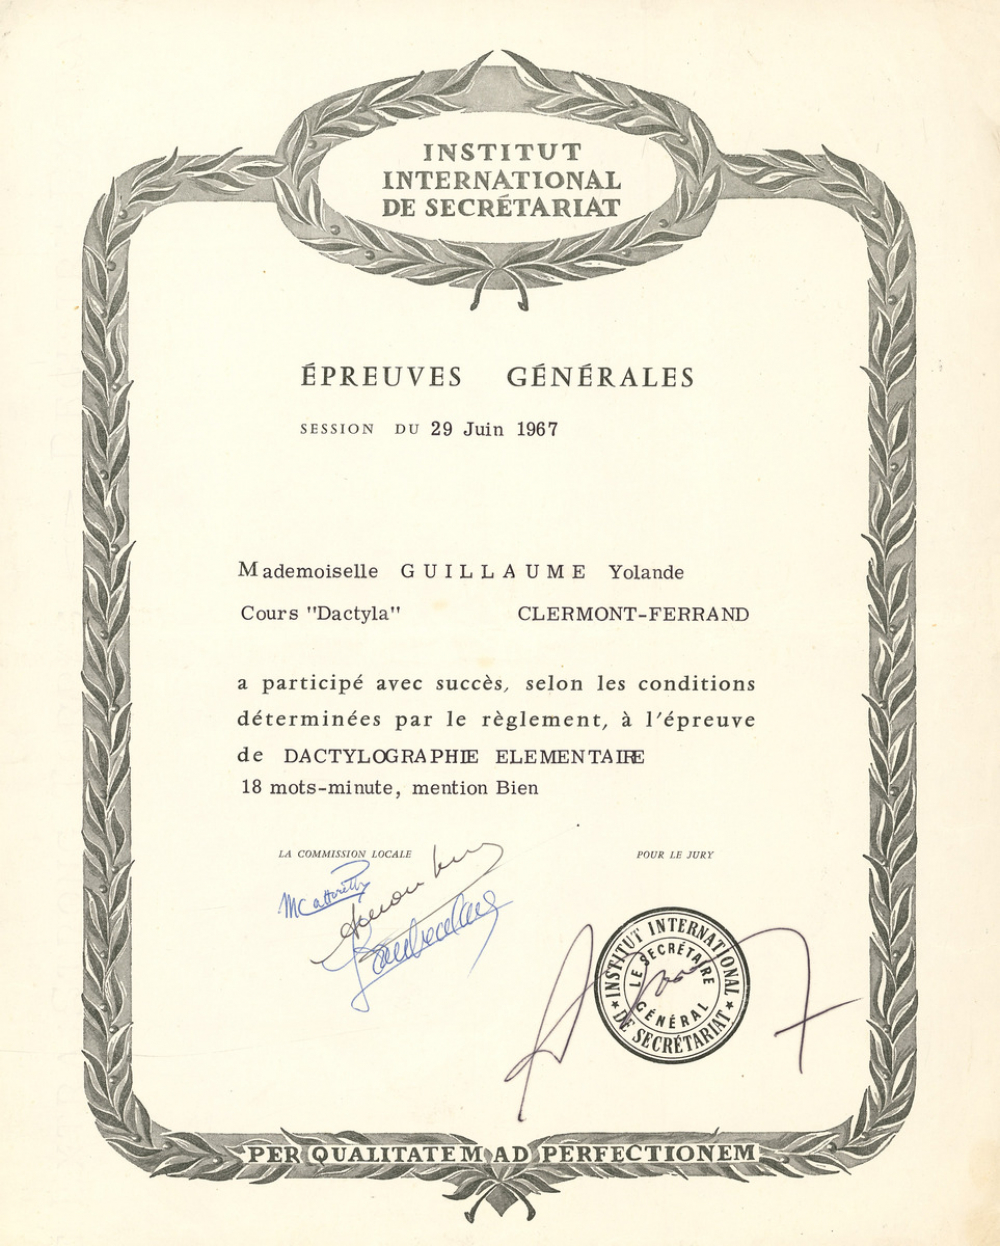 INSTITUT
INTERNATIONAL
DE SECRÉTARIAT
ÉPREUVES GÉNÉRALES
SESSION DU 29 Juin 1967
Mademoiselle GUILLAUME Yolande
Cours "Dactyla" CLERMONT-FERRAND
a participé avec succès, selon les conditions
déterminées par le règlement, à l'épreuve
de DACTYLOGRAPHIE ELEMENTAIRE
18 mots-minute, mention Bien
LA COMMISSION LOCALE POUR LE JURY
★ INSTITUT INTERNATIONAL ★
DE SECRÉTARIAT
LE SECRÉTAIRE
GÉNÉRAL
PER QUALITATEM AD PERFECTIONEM